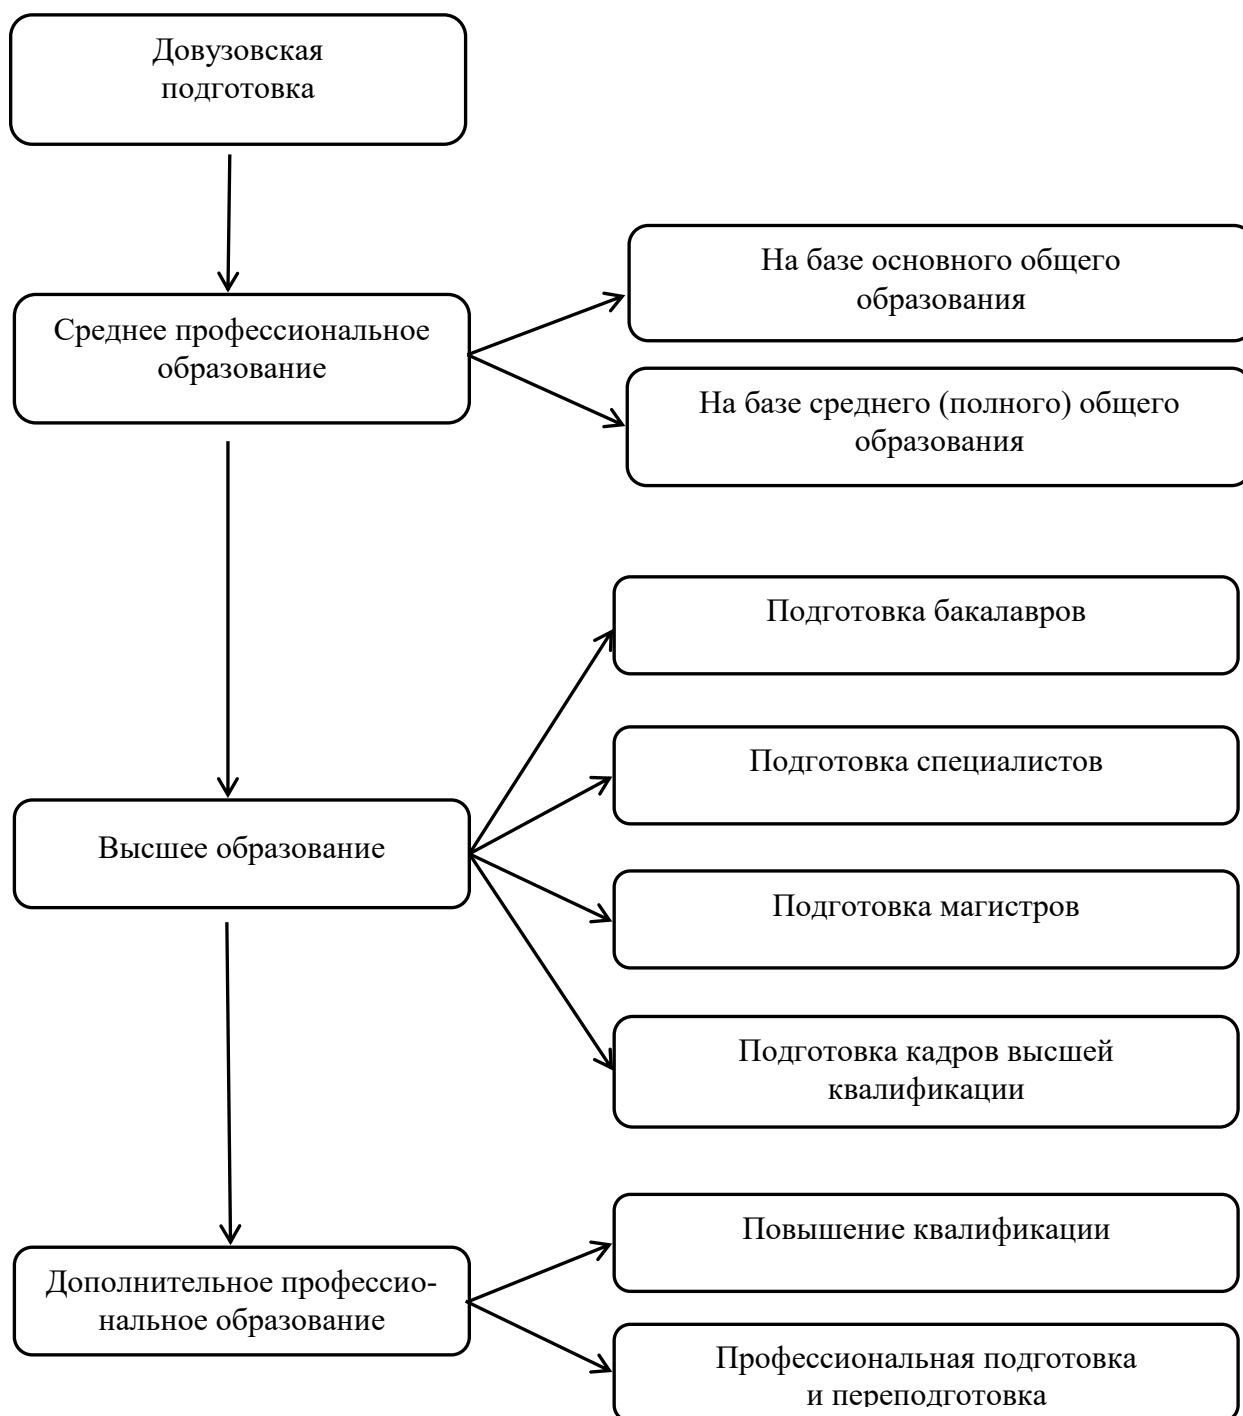 Довузовская
подготовка
На базе основного общего
образования
Среднее профессиональное
образование
На базе среднего (полного) общего
образования
Подготовка бакалавров
Подготовка специалистов
Высшее образование
Подготовка магистров
Подготовка кадров высшей
квалификации
Повышение квалификации
Дополнительное профессио-
нальное образование
Профессиональная подготовка
и переподготовка